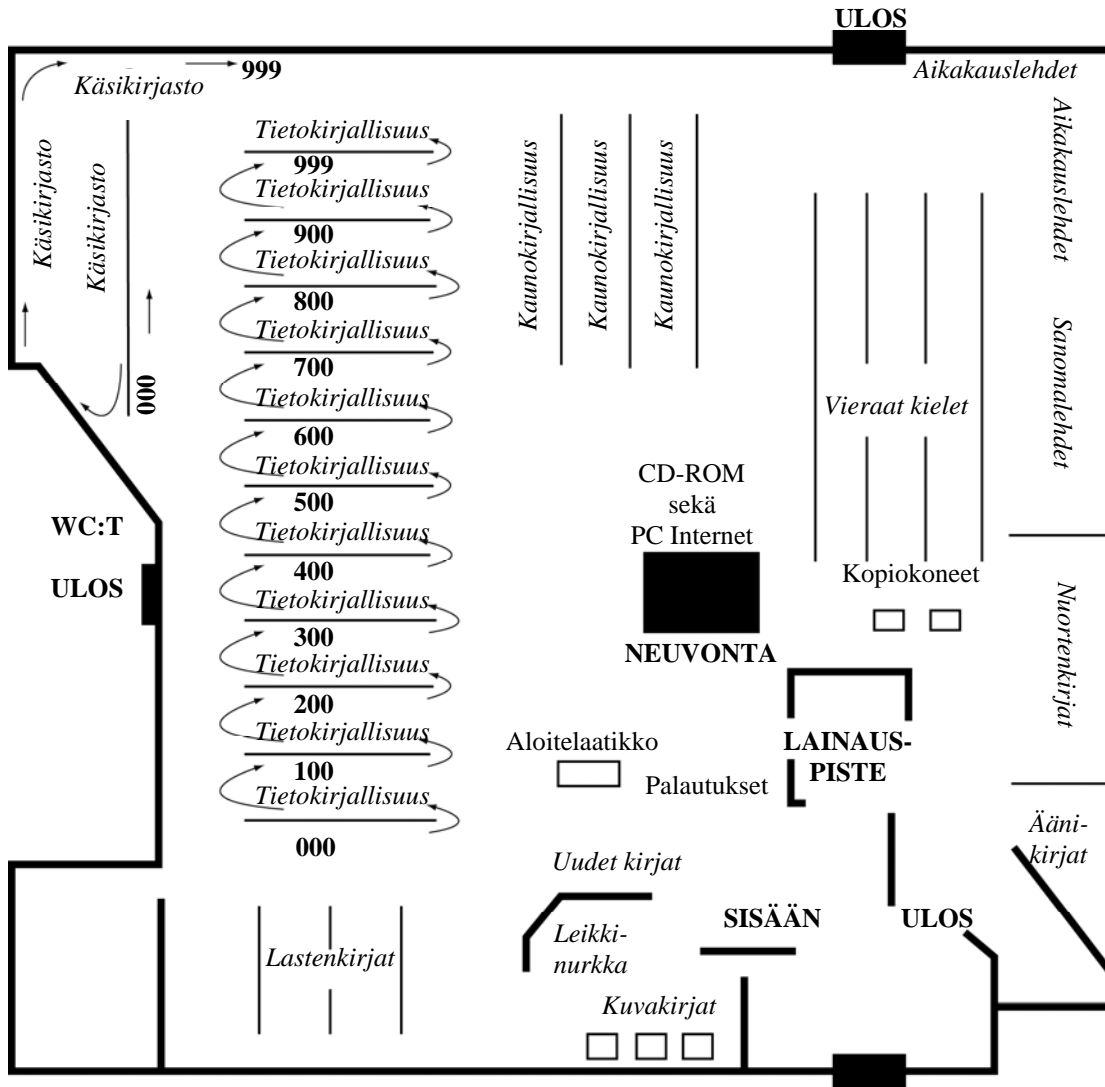 ULOS
999
Käsikirjasto
Aikakauslehdet
Käsikirjasto
Käsikirjasto
000
Tietokirjallisuus
999
Tietokirjallisuus
900
Tietokirjallisuus
800
Tietokirjallisuus
700
Tietokirjallisuus
600
Tietokirjallisuus
500
Tietokirjallisuus
400
Tietokirjallisuus
300
Tietokirjallisuus
200
Tietokirjallisuus
100
Tietokirjallisuus
000
Kaunokirjallisuus
Kaunokirjallisuus
Kaunokirjallisuus
Aikakauslehdet
Sanomalehdet
Vieraat kielet
CD-ROM
sekä
PC Internet
NEUVONTA
Kopiokoneet
Nuortenkirjat
WC:T
ULOS
Aloitelaatikko
Palautukset
LAINAUS-
PISTE
Ääni-
kirjat
Uudet kirjat
SISÄÄN
ULOS
Leikki-
nurkka
Lastenkirjat
Kuvakirjat